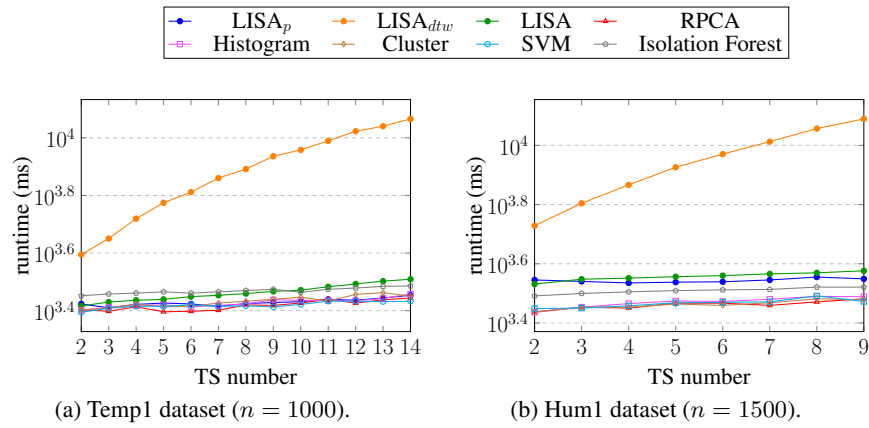 LISA_p LISA_dtw LISA RPCA
Histogram Cluster SVM Isolation Forest
runtime (ms)
10^4
10^3.8
10^3.6
10^3.4
2 3 4 5 6 7 8 9 10 11 12 13 14
TS number
(a) Temp1 dataset (n = 1000).
runtime (ms)
10^4
10^3.8
10^3.6
10^3.4
2 3 4 5 6 7 8 9
TS number
(b) Hum1 dataset (n = 1500).